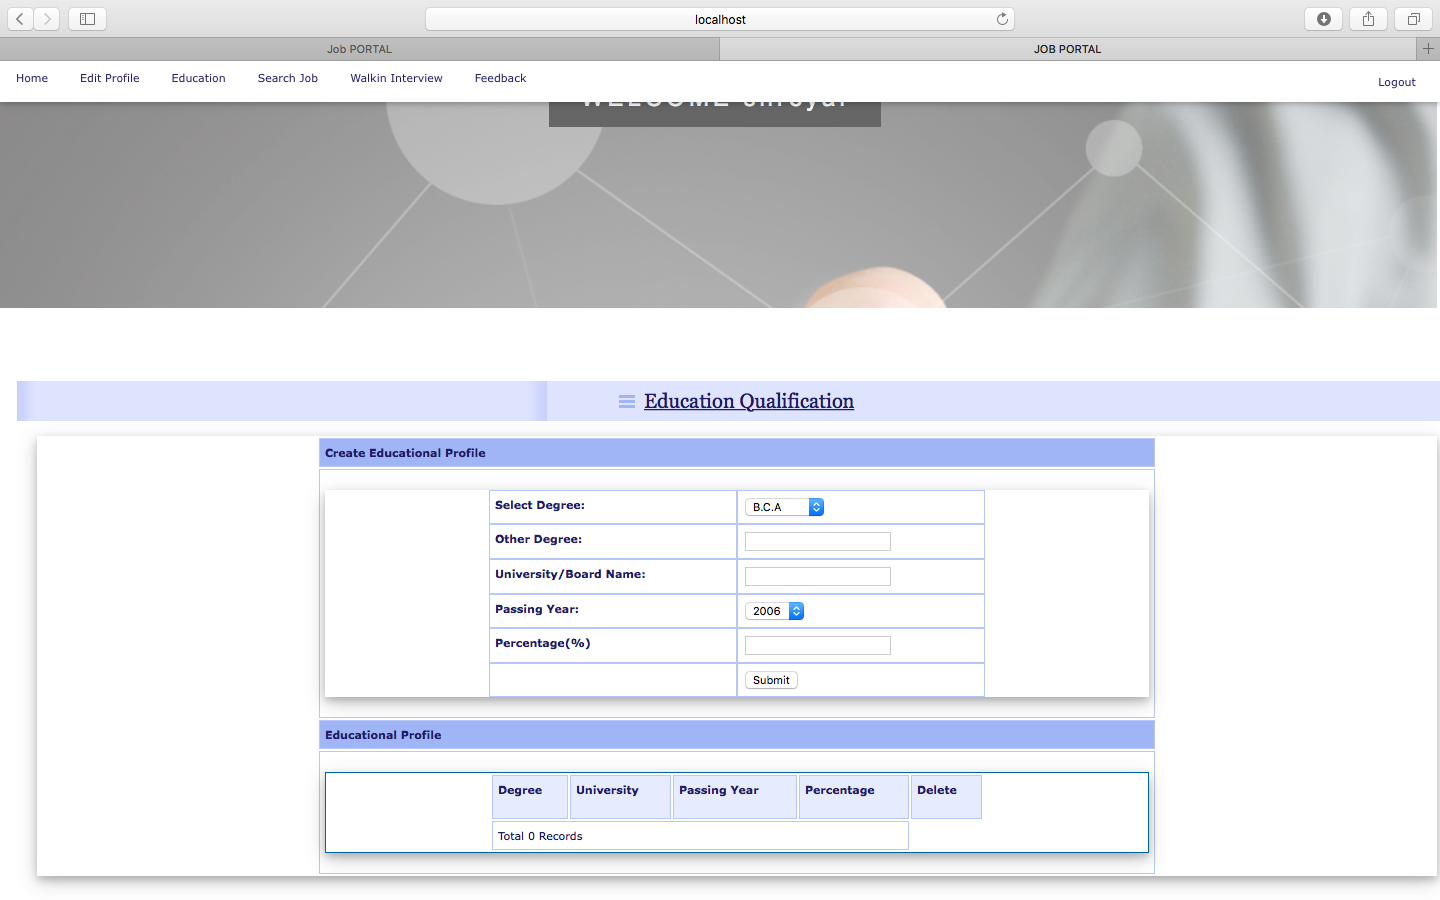 localhost
Job PORTAL
JOB PORTAL
Home Edit Profile Education Search Job Walkin Interview Feedback Logout
WELCOME
Education Qualification
Create Educational Profile
Select Degree: B.C.A
Other Degree:
University/Board Name:
Passing Year: 2006
Percentage(%)
Submit
Educational Profile
Degree University Passing Year Percentage Delete
Total 0 Records